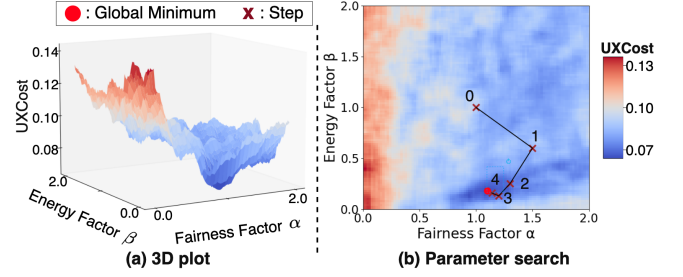 : Global Minimum x : Step
0.14
0.12
0.10
0.08
UXCost
2.0
0.0
Energy Factor β
0.0
2.0
Fairness Factor α
(a) 3D plot
2.0
1.5
1.0
0.5
0.0
Energy Factor β
0
1
2
3
4
0.0 0.5 1.0 1.5 2.0
Fairness Factor α
(b) Parameter search
UXCost
0.13
0.10
0.07